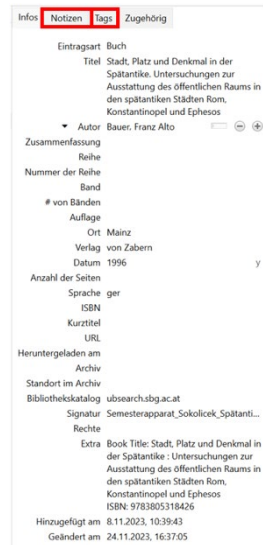 Infos Notizen Tags Zugehörig
Eintragsart Buch
Titel Stadt, Platz und Denkmal in der
Spätantike. Untersuchungen zur
Ausstattung des öffentlichen Raums in
den spätantiken Städten Rom,
Konstantinopel und Ephesos
Autor Bauer, Franz Alto
Zusammenfassung
Reihe
Nummer der Reihe
Band
# von Bänden
Auflage
Ort Mainz
Verlag von Zabern
Datum 1996 y
Anzahl der Seiten
Sprache ger
ISBN
Kurztitel
URL
Heruntergeladen am
Archiv
Standort im Archiv
Bibliothekskatalog ubsearch.sbg.ac.at
Signatur Semesterapparat_Sokolicek_Spätanti...
Rechte
Extra Book Title: Stadt, Platz und Denkmal in
der Spätantike : Untersuchungen zur
Ausstattung des öffentlichen Raums in
den spätantiken Städten Rom,
Konstantinopel und Ephesos
ISBN: 9783805318426
Hinzugefügt am 8.11.2023, 10:39:43
Geändert am 24.11.2023, 16:37:05